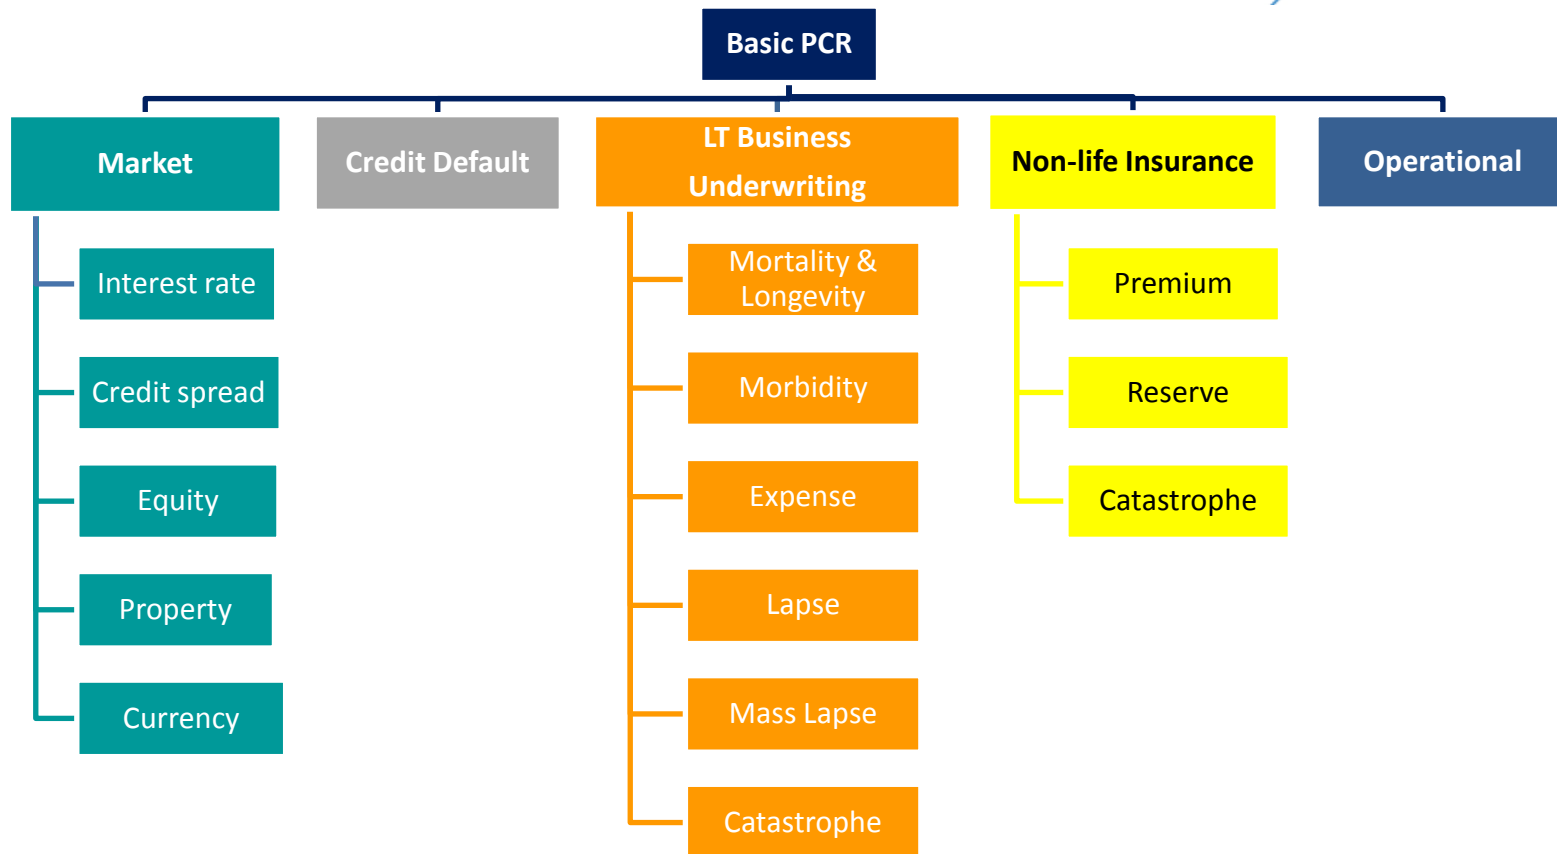 Basic PCR
Market
Credit Default
LT Business
Underwriting
Non-life Insurance
Operational
Interest rate
Credit spread
Equity
Property
Currency
Mortality &
Longevity
Morbidity
Expense
Lapse
Mass Lapse
Catastrophe
Premium
Reserve
Catastrophe